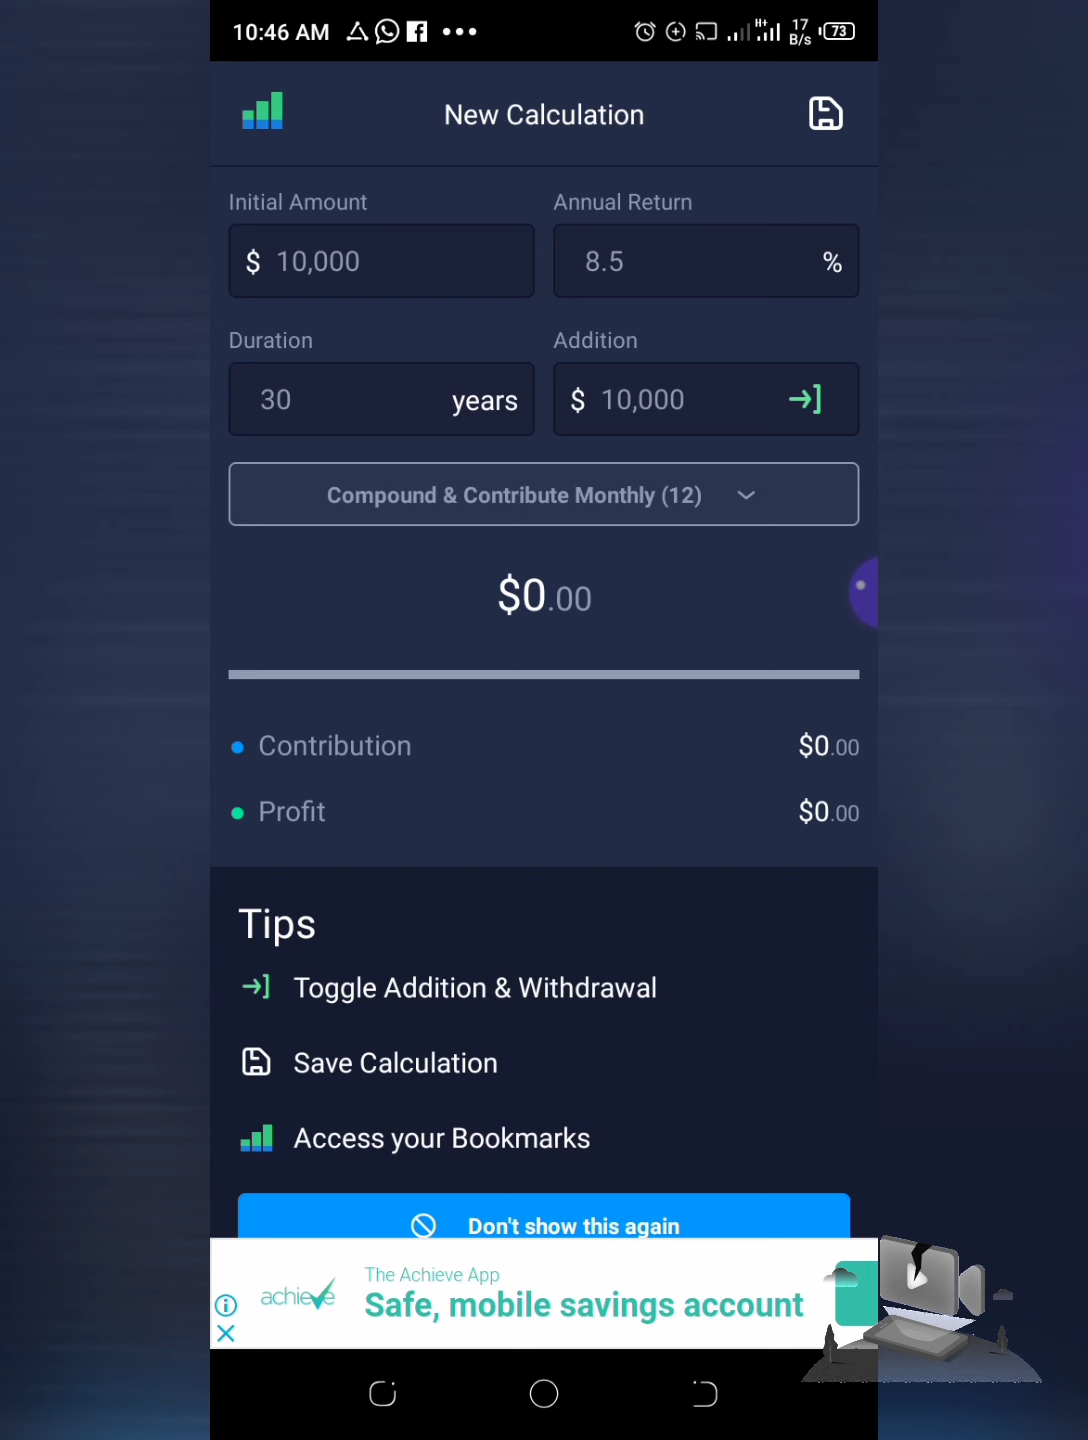 10:46 AM
H+
17
B/s
73
New Calculation
Initial Amount
Annual Return
$ 10,000
8.5 %
Duration
Addition
30 years
$ 10,000
Compound & Contribute Monthly (12)
$0.00
Contribution $0.00
Profit $0.00
Tips
Toggle Addition & Withdrawal
Save Calculation
Access your Bookmarks
Don't show this again
The Achieve App
achieve
Safe, mobile savings account